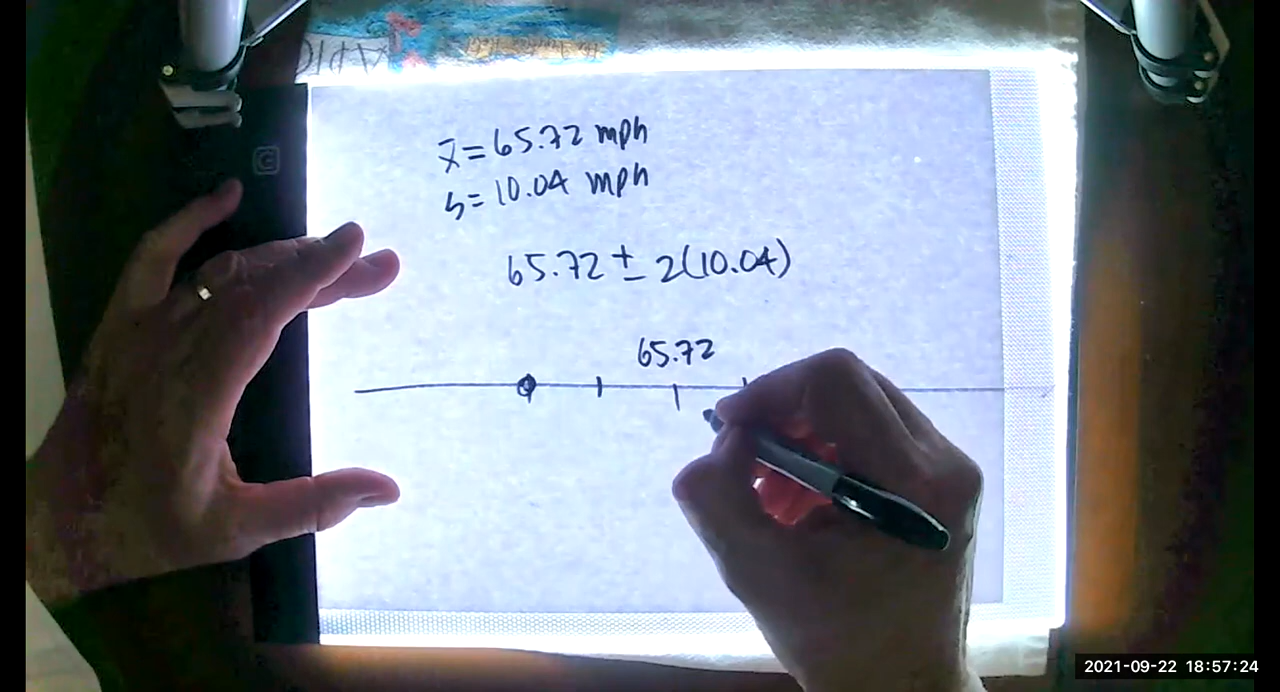 x̄ = 65.72 mph
s = 10.04 mph
65.72 ± 2(10.04)
65.72
2021-09-22 18:57:24